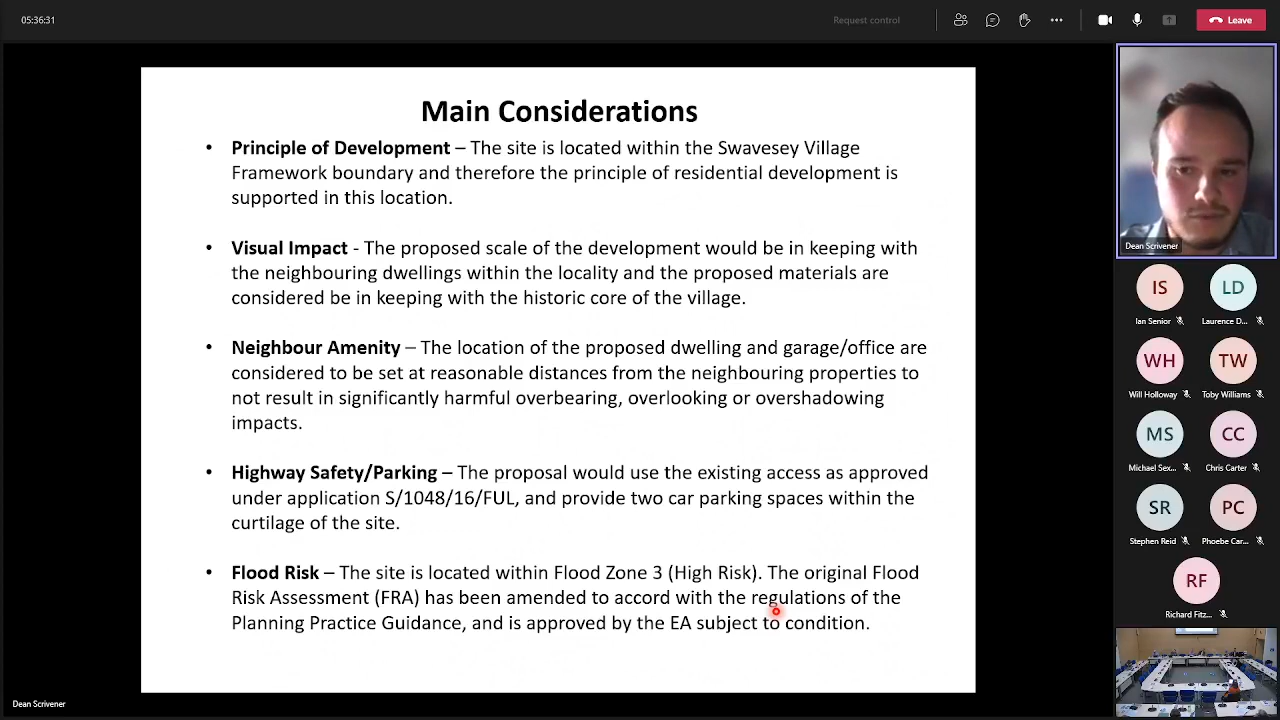 05:36:31
Request control
Leave
Main Considerations
• Principle of Development – The site is located within the Swavesey Village
Framework boundary and therefore the principle of residential development is
supported in this location.
• Visual Impact - The proposed scale of the development would be in keeping with
the neighbouring dwellings within the locality and the proposed materials are
considered be in keeping with the historic core of the village.
• Neighbour Amenity – The location of the proposed dwelling and garage/office are
considered to be set at reasonable distances from the neighbouring properties to
not result in significantly harmful overbearing, overlooking or overshadowing
impacts.
• Highway Safety/Parking – The proposal would use the existing access as approved
under application S/1048/16/FUL, and provide two car parking spaces within the
curtilage of the site.
• Flood Risk – The site is located within Flood Zone 3 (High Risk). The original Flood
Risk Assessment (FRA) has been amended to accord with the regulations of the
Planning Practice Guidance, and is approved by the EA subject to condition.
Dean Scrivener
Dean Scrivener
IS
Ian Senior
LD
Laurence D...
WH
Will Holloway
TW
Toby Williams
MS
Michael Sex...
CC
Chris Carter
SR
Stephen Reid
PC
Phoebe Car...
RF
Richard Fitz...